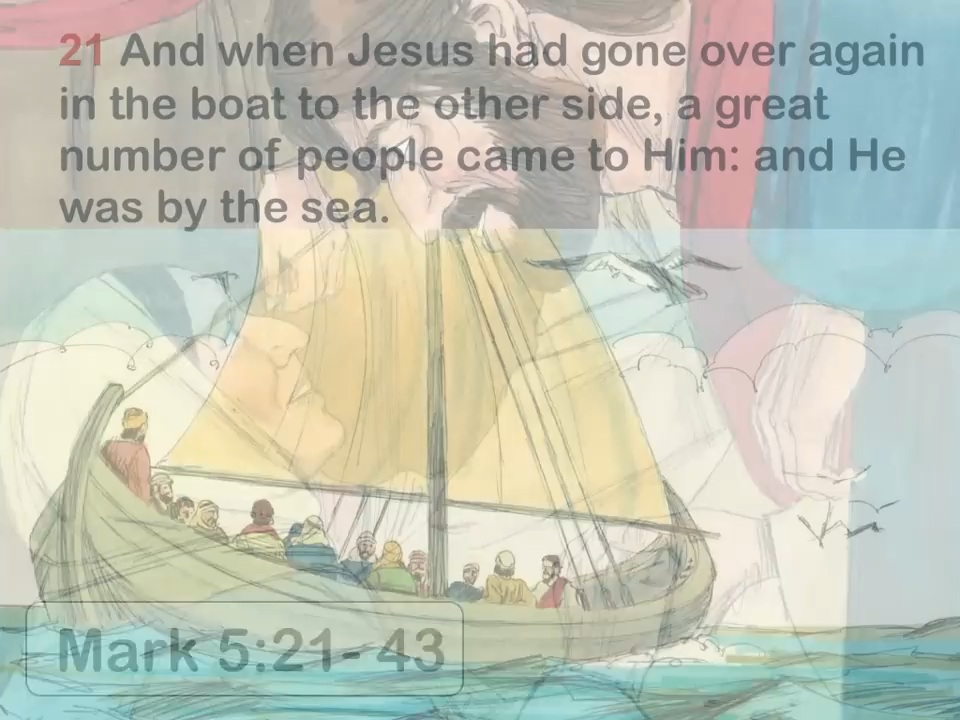 21 And when Jesus had gone over again
in the boat to the other side, a great
number of people came to Him: and He
was by the sea.
Mark 5:21- 43